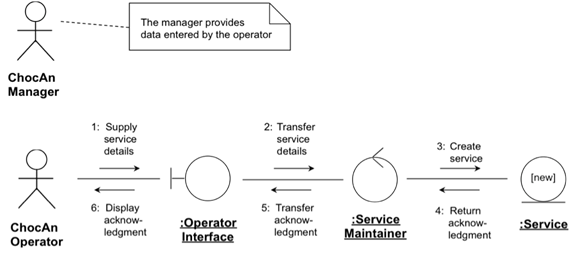 The manager provides
data entered by the operator
ChocAn
Manager
1: Supply
service
details
2: Transfer
service
details
3: Create
service
[new]
6: Display
acknow-
ledgment
5: Transfer
acknow-
ledgment
4: Return
acknow-
ledgment
ChocAn
Operator
:Operator
Interface
:Service
Maintainer
:Service